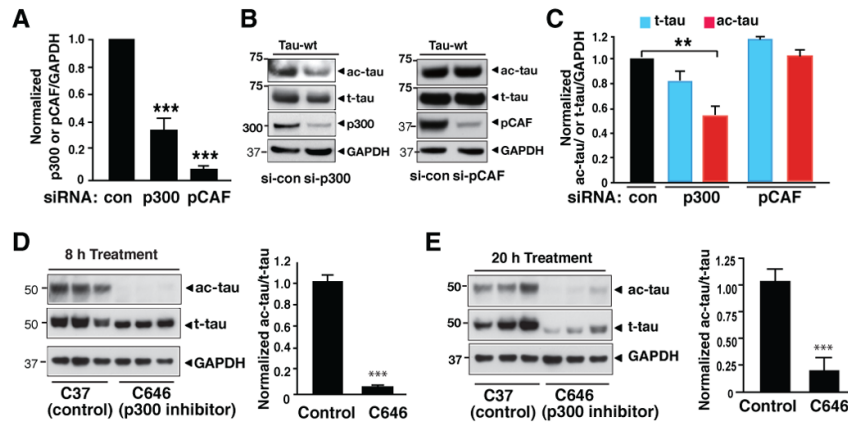 A
Normalized
p300 or pCAF/GAPDH
1.0
0.8
0.6
0.4
0.2
0
***
***
siRNA: con p300 pCAF
B
Tau-wt
75
ac-tau
75
t-tau
300
p300
37
GAPDH
si-con si-p300
Tau-wt
75
ac-tau
75
t-tau
37
pCAF
37
GAPDH
si-con si-pCAF
C
t-tau ac-tau
Normalized
ac-tau/ or t-tau/GAPDH
1.2
1.0
0.8
0.6
0.4
0.2
0
**
siRNA: con p300 pCAF
D
8 h Treatment
50
ac-tau
50
t-tau
37
GAPDH
C37 C646
(control) (p300 inhibitor)
Normalized ac-tau/t-tau
1.2
1.0
0.8
0.6
0.4
0.2
0
***
Control C646
E
20 h Treatment
50
ac-tau
50
t-tau
37
GAPDH
C37 C646
(control) (p300 inhibitor)
Normalized ac-tau/t-tau
1.25
1.00
0.75
0.50
0.25
0
***
Control C646